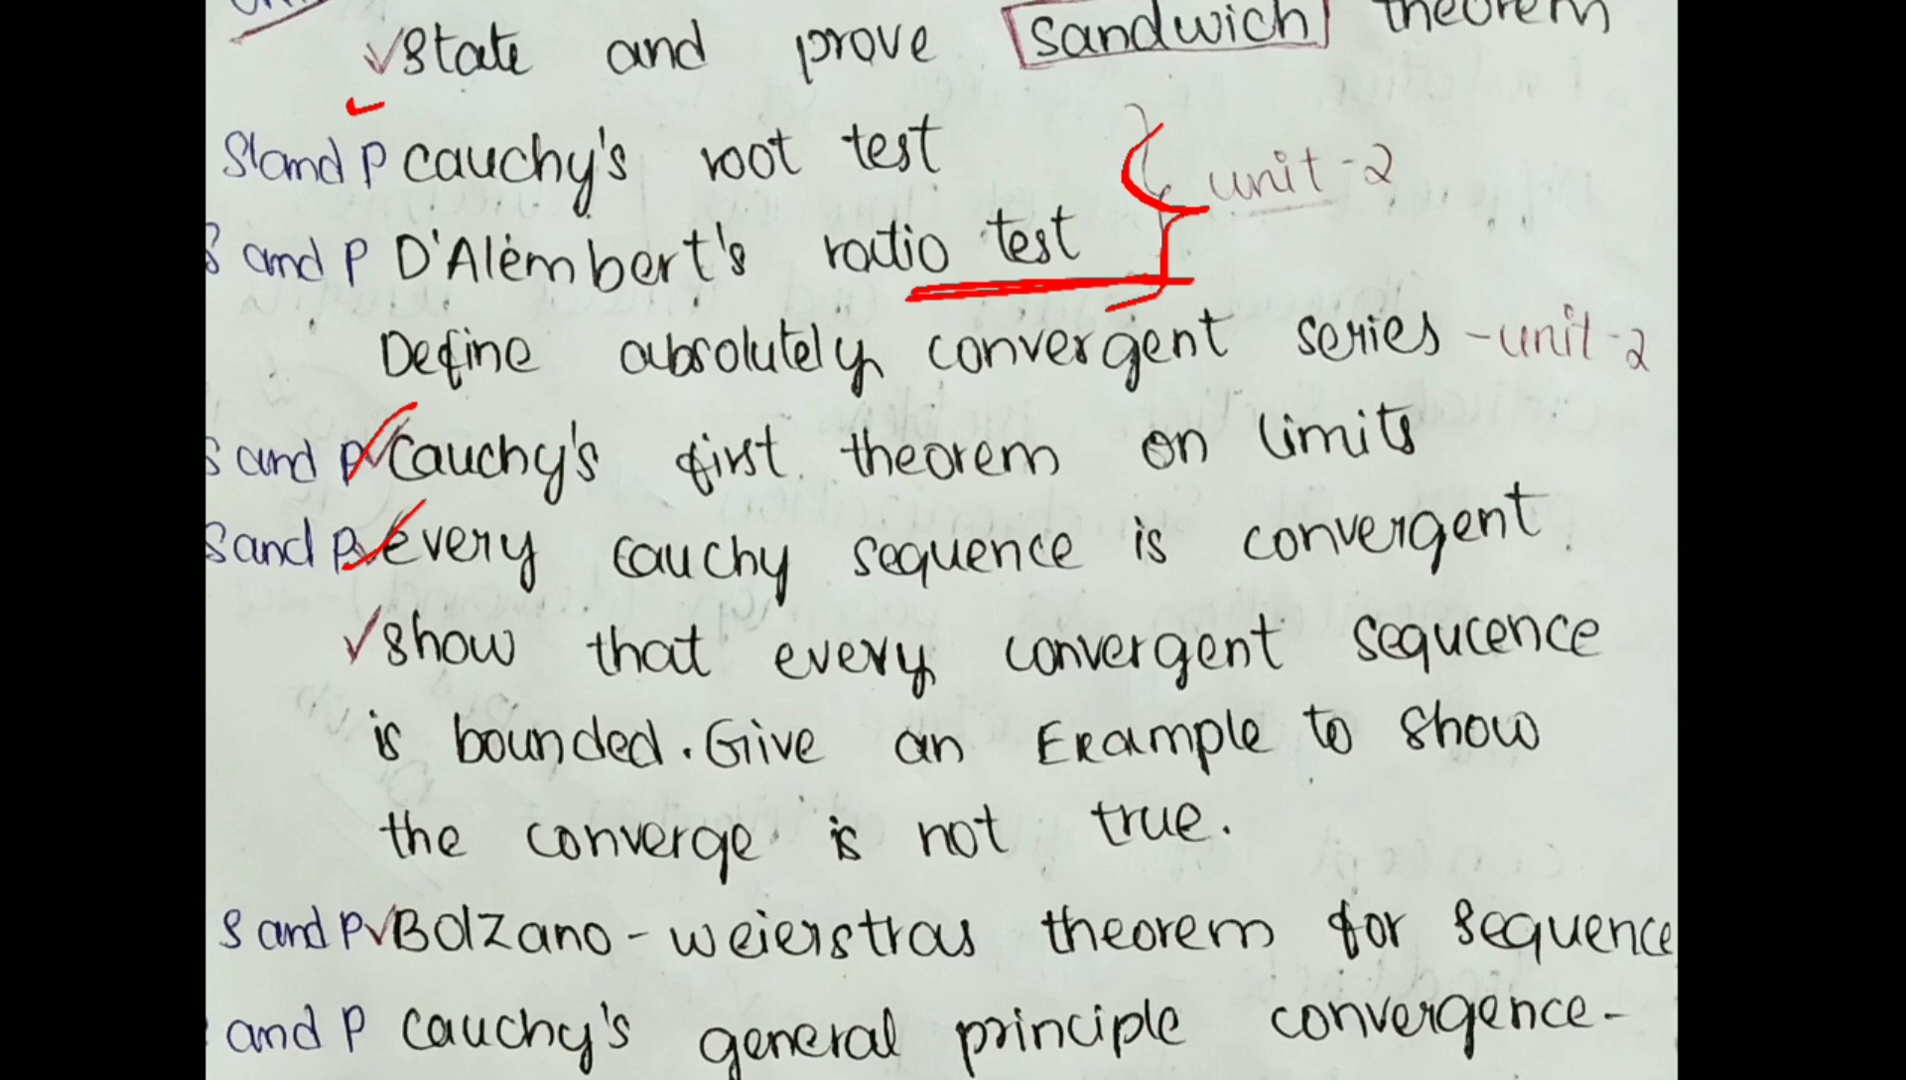 State and prove Sandwich theorem
S and P Cauchy's root test
unit-2
S and P D'Alembert's ratio test
Define absolutely convergent series - unit-2
S and P Cauchy's first theorem on limits
S and P Every Cauchy sequence is convergent
Show that every convergent sequcence
is bounded. Give an Example to show
the converge is not true.
S and P Bolzano - weierstras theorem for sequence
and P Cauchy's general principle convergence-